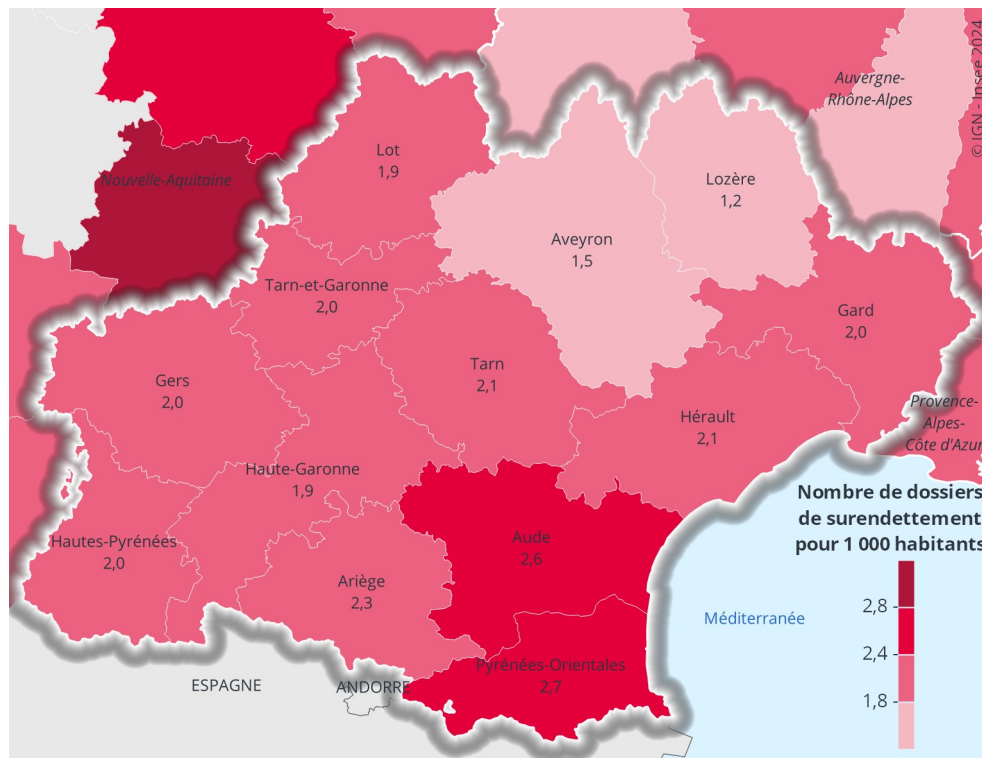 © IGN - Insee 2024
Auvergne-
Rhône-Alpes
Lot
1,9
Nouvelle-Aquitaine
Lozère
1,2
Aveyron
1,5
Tarn-et-Garonne
2,0
Gard
2,0
Tarn
2,1
Gers
2,0
Provence-
Alpes-
Côte d'Azur
Hérault
2,1
Haute-Garonne
1,9
Nombre de dossiers
de surendettement
pour 1 000 habitants
Aude
2,6
Hautes-Pyrénées
2,0
Ariège
2,3
2,8
Méditerranée
2,4
Pyrénées-Orientales
2,7
ESPAGNE
ANDORRE
1,8